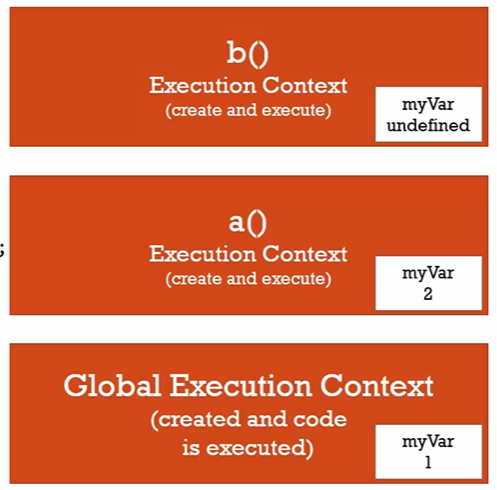 b()
Execution Context
(create and execute)
myVar
undefined
;
a()
Execution Context
(create and execute)
myVar
2
Global Execution Context
(created and code
is executed)
myVar
1